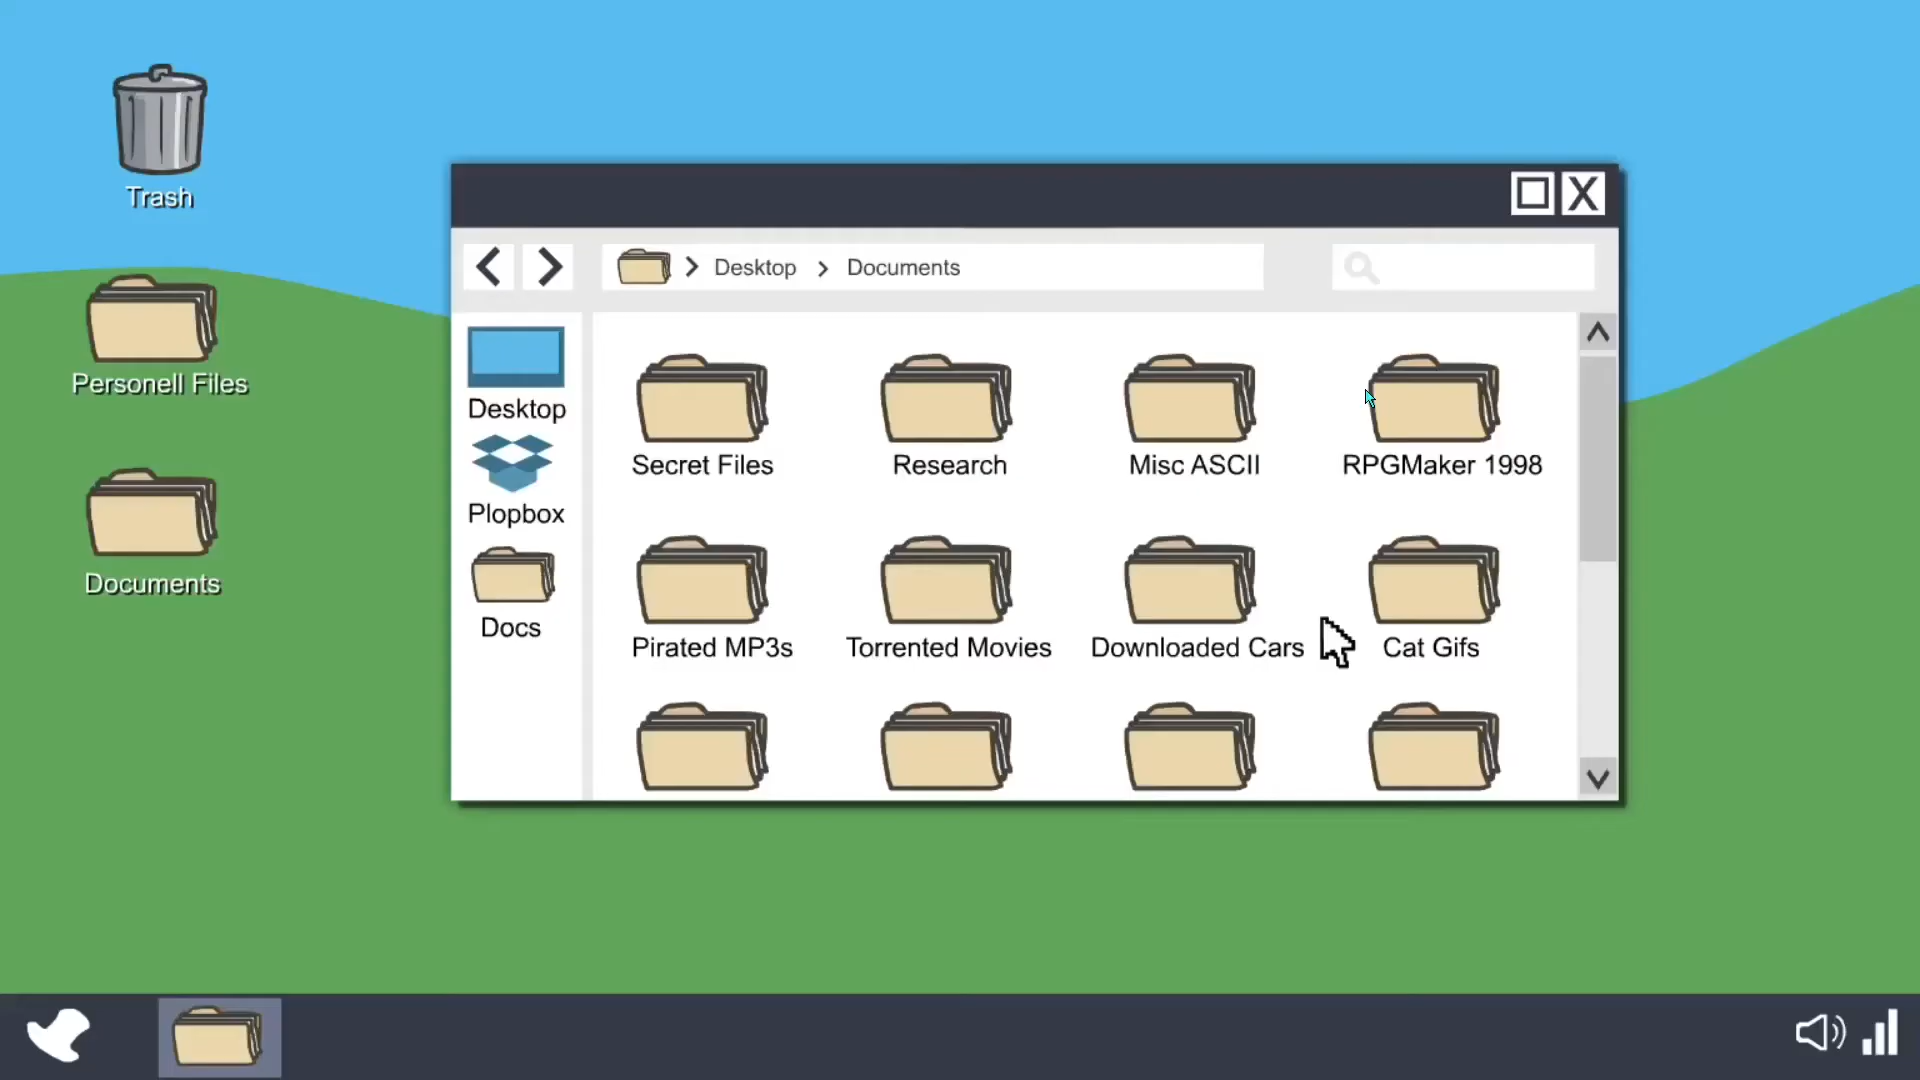 Trash
Personell Files
Documents
X
Desktop
Documents
Desktop
Plopbox
Docs
Secret Files
Research
Misc ASCII
RPGMaker 1998
Pirated MP3s
Torrented Movies
Downloaded Cars
Cat Gifs